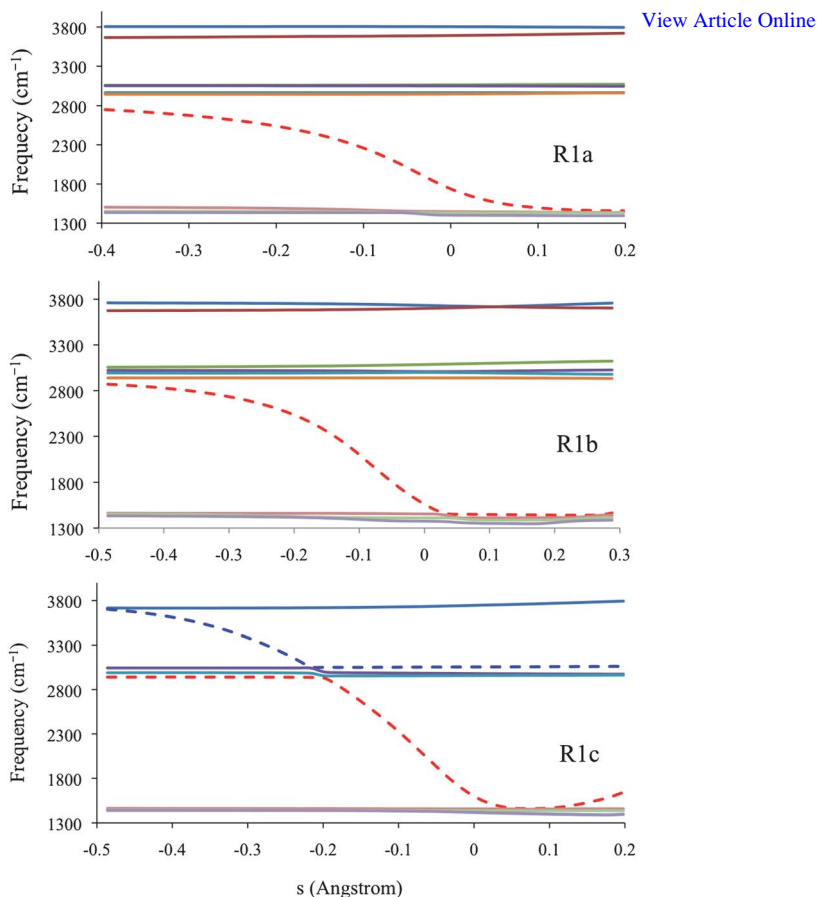 View Article Online
3800
3300
2800
2300
1800
1300
Frequecy (cm⁻¹)
R1a
-0.4 -0.3 -0.2 -0.1 0 0.1 0.2
3800
3300
2800
2300
1800
1300
Frequency (cm⁻¹)
R1b
-0.5 -0.4 -0.3 -0.2 -0.1 0 0.1 0.2 0.3
3800
3300
2800
2300
1800
1300
Frequency (cm⁻¹)
R1c
-0.5 -0.4 -0.3 -0.2 -0.1 0 0.1 0.2
s (Angstrom)